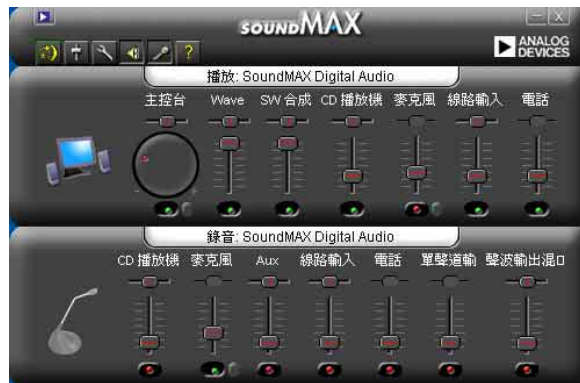 SOUNDMAX
ANALOG
DEVICES
?
播放: SoundMAX Digital Audio
主控台 Wave SW 合成 CD 播放機 麥克風 線路輸入 電話
錄音: SoundMAX Digital Audio
CD 播放機 麥克風 Aux 線路輸入 電話 單聲道輸 聲波輸出混